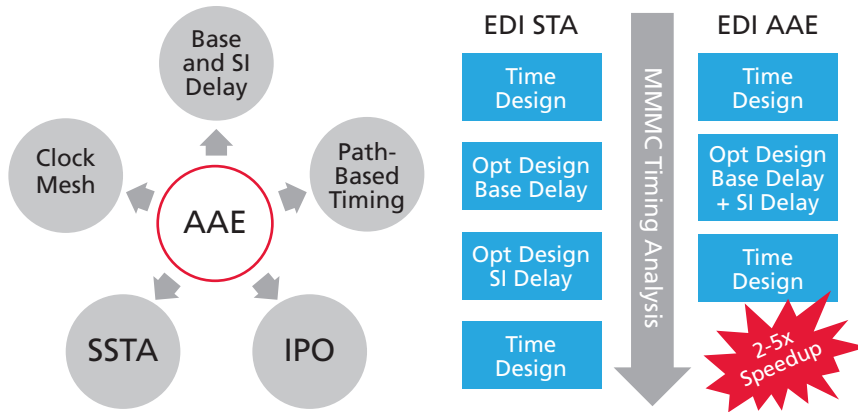 Base
and SI
Delay
Clock
Mesh
Path-
Based
Timing
AAE
SSTA
IPO
EDI STA
Time
Design
Opt Design
Base Delay
Opt Design
SI Delay
Time
Design
MMMC Timing Analysis
EDI AAE
Time
Design
Opt Design
Base Delay
+ SI Delay
Time
Design
2-5x
Speedup